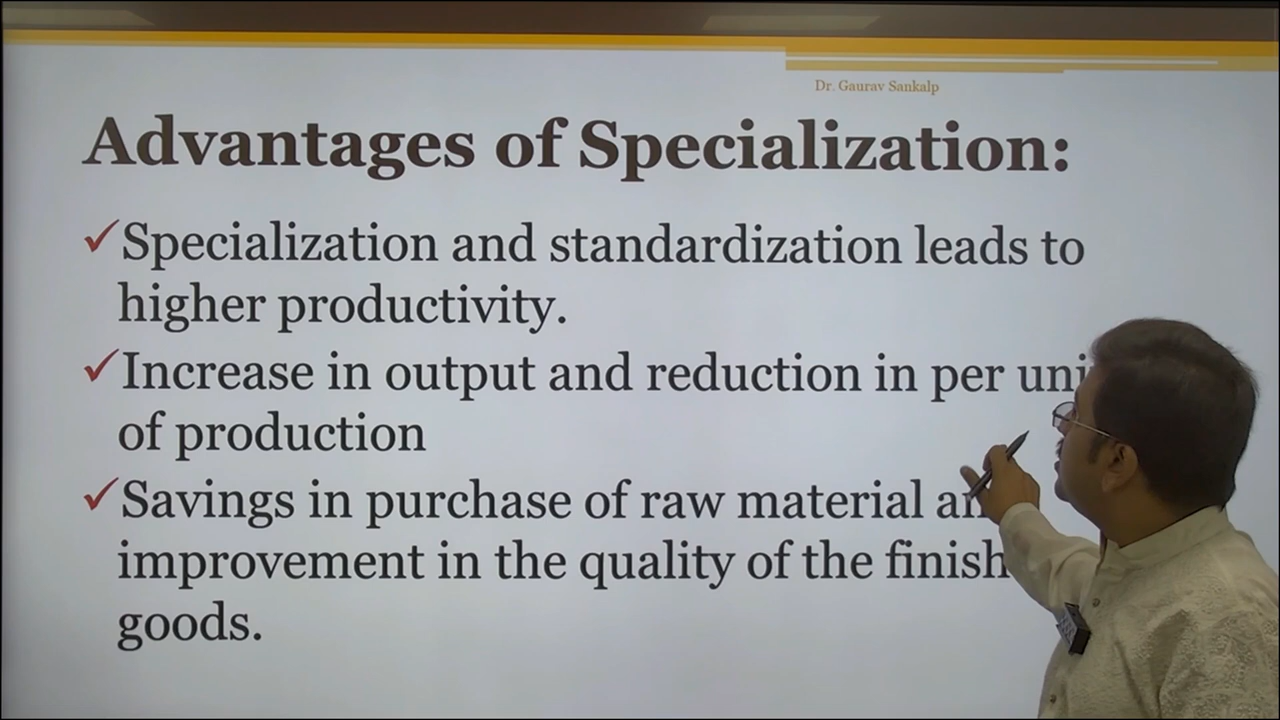 Dr. Gaurav Sankalp
Advantages of Specialization:
Specialization and standardization leads to
higher productivity.
Increase in output and reduction in per
of production
Savings in purchase of raw material
improvement in the quality of the
goods.